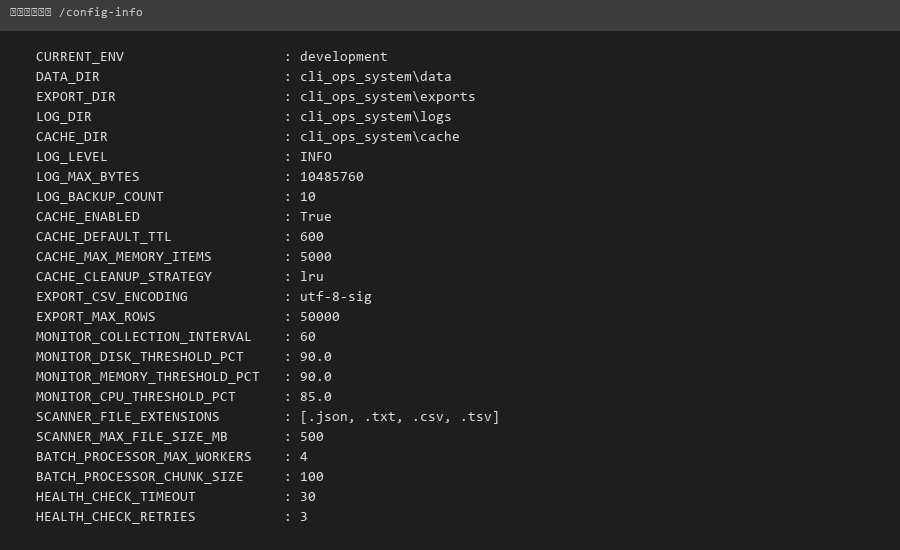 /config-info
CURRENT_ENV : development
DATA_DIR : cli_ops_system\data
EXPORT_DIR : cli_ops_system\exports
LOG_DIR : cli_ops_system\logs
CACHE_DIR : cli_ops_system\cache
LOG_LEVEL : INFO
LOG_MAX_BYTES : 10485760
LOG_BACKUP_COUNT : 10
CACHE_ENABLED : True
CACHE_DEFAULT_TTL : 600
CACHE_MAX_MEMORY_ITEMS : 5000
CACHE_CLEANUP_STRATEGY : lru
EXPORT_CSV_ENCODING : utf-8-sig
EXPORT_MAX_ROWS : 50000
MONITOR_COLLECTION_INTERVAL : 60
MONITOR_DISK_THRESHOLD_PCT : 90.0
MONITOR_MEMORY_THRESHOLD_PCT : 90.0
MONITOR_CPU_THRESHOLD_PCT : 85.0
SCANNER_FILE_EXTENSIONS : [.json, .txt, .csv, .tsv]
SCANNER_MAX_FILE_SIZE_MB : 500
BATCH_PROCESSOR_MAX_WORKERS : 4
BATCH_PROCESSOR_CHUNK_SIZE : 100
HEALTH_CHECK_TIMEOUT : 30
HEALTH_CHECK_RETRIES : 3